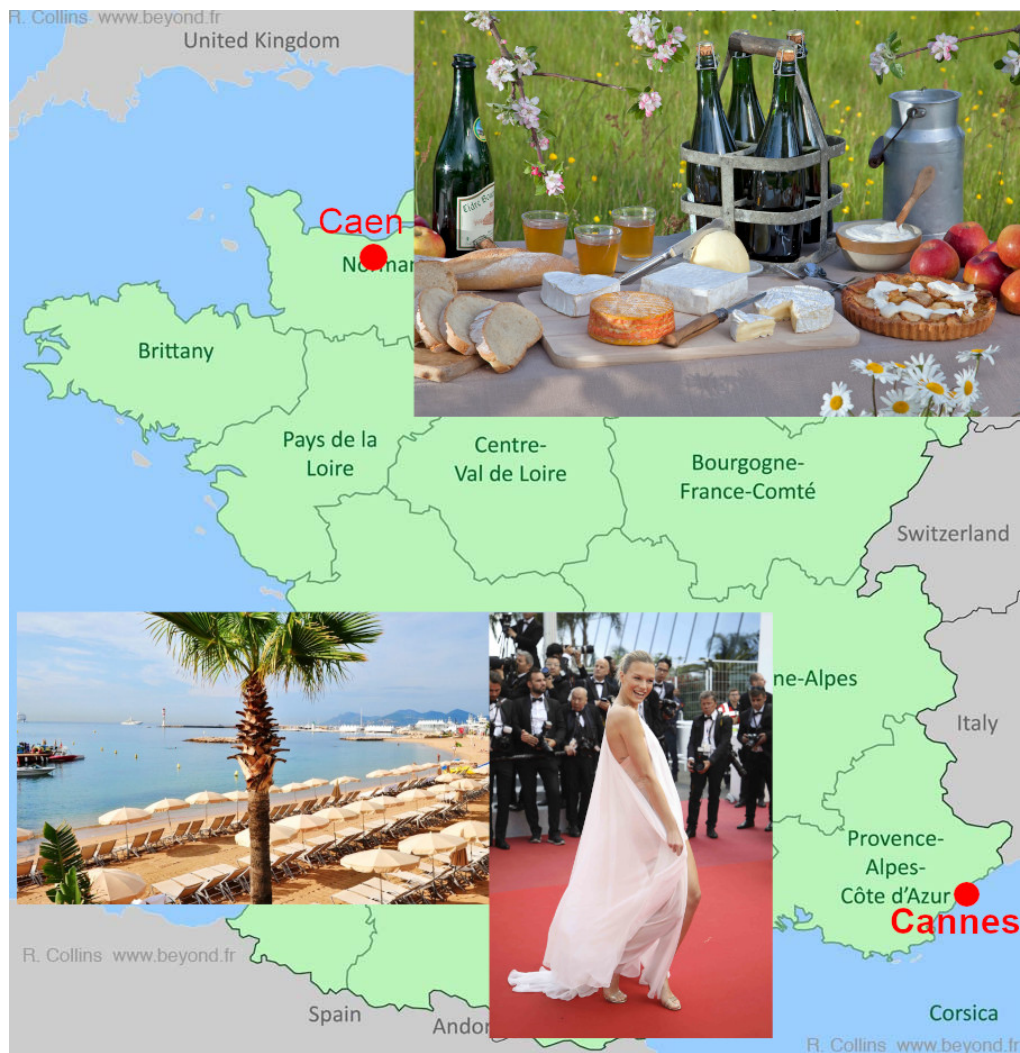 R. Collins www.beyond.fr
United Kingdom
Caen
Norman
Brittany
Pays de la
Loire
Centre-
Val de Loire
Bourgogne-
France-Comté
Switzerland
ne-Alpes
Italy
Provence-
Alpes-
Côte d'Azur
Cannes
R. Collins www.beyond.fr
Spain
Andor
Corsica
R. Collins www.beyond.fr